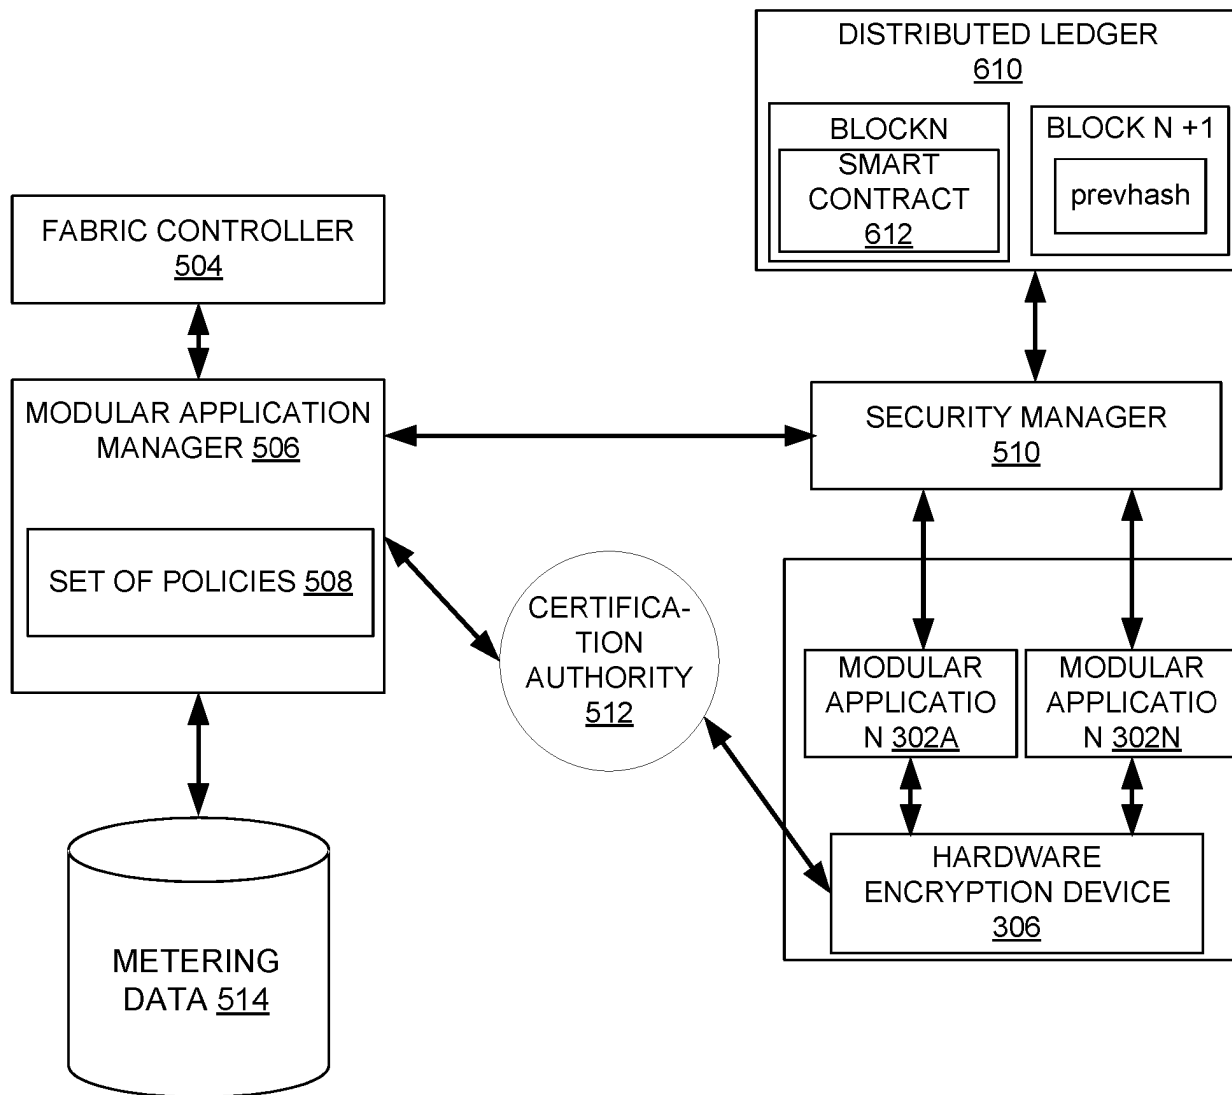 DISTRIBUTED LEDGER
610
BLOCKN
SMART
CONTRACT
612
BLOCK N +1
prevhash
FABRIC CONTROLLER
504
MODULAR APPLICATION
MANAGER 506
SET OF POLICIES 508
SECURITY MANAGER
510
CERTIFICA-
TION
AUTHORITY
512
MODULAR
APPLICATIO
N 302A
MODULAR
APPLICATIO
N 302N
HARDWARE
ENCRYPTION DEVICE
306
METERING
DATA 514